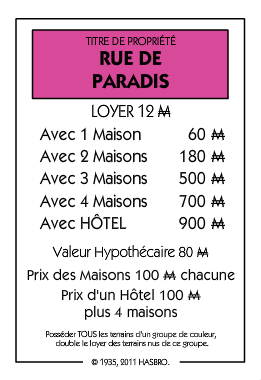 TITRE DE PROPRIÉTÉ
RUE DE
PARADIS
LOYER 12 ₩
Avec 1 Maison 60 ₩
Avec 2 Maisons 180 ₩
Avec 3 Maisons 500 ₩
Avec 4 Maisons 700 ₩
Avec HÔTEL 900 ₩
Valeur Hypothécaire 80 ₩
Prix des Maisons 100 ₩ chacune
Prix d'un Hôtel 100 ₩
plus 4 maisons
Posséder TOUS les terrains d'un groupe de couleur,
double le loyer des terrains nus de ce groupe.
© 1935, 2011 HASBRO.